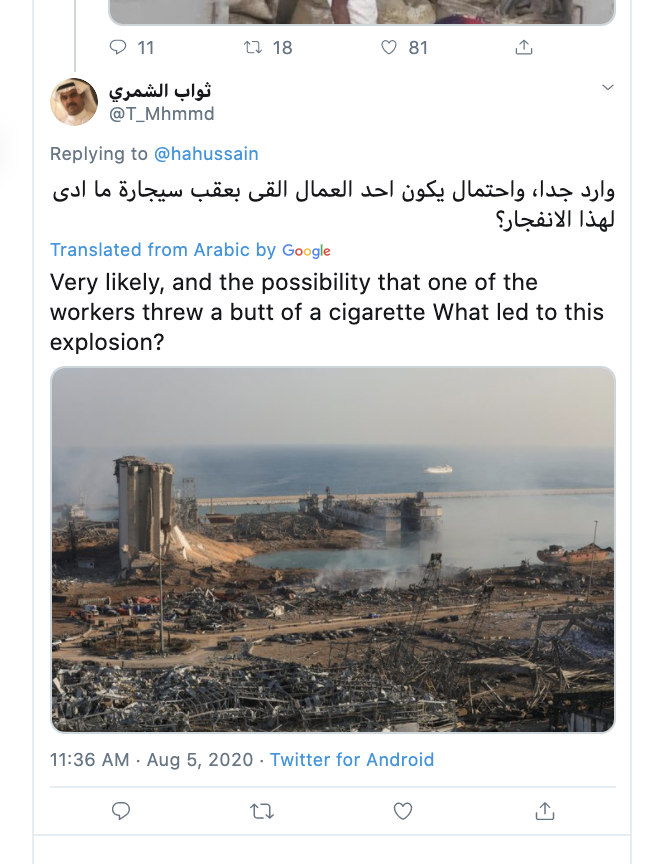 11 18 81
ثواب الشمري
@T_Mhmmd
Replying to @hahussain
وارد جدا، واحتمال يكون احد العمال القى بعقب سيجارة ما ادى
لهذا الانفجار؟
Translated from Arabic by Google
Very likely, and the possibility that one of the
workers threw a butt of a cigarette What led to this
explosion?
11:36 AM · Aug 5, 2020 · Twitter for Android